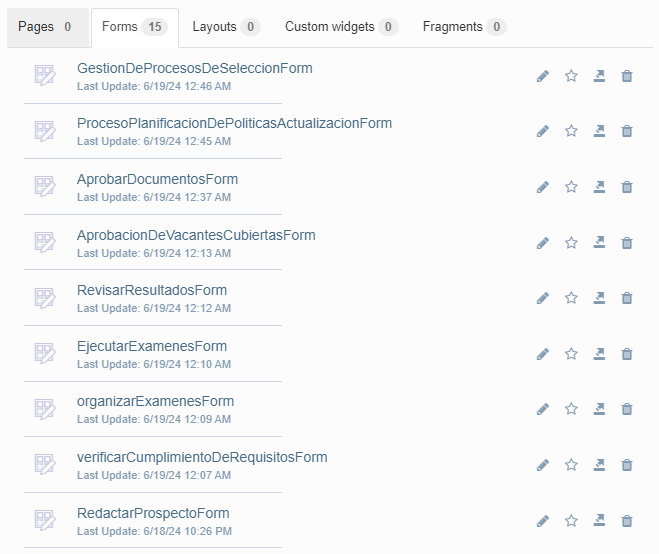 Pages 0 Forms 15 Layouts 0 Custom widgets 0 Fragments 0
GestionDeProcesosDeSeleccionForm
Last Update: 6/19/24 12:46 AM
ProcesoPlanificacionDePoliticasActualizacionForm
Last Update: 6/19/24 12:45 AM
AprobarDocumentosForm
Last Update: 6/19/24 12:37 AM
AprobacionDeVacantesCubiertasForm
Last Update: 6/19/24 12:13 AM
RevisarResultadosForm
Last Update: 6/19/24 12:12 AM
EjecutarExamenesForm
Last Update: 6/19/24 12:10 AM
organizarExamenesForm
Last Update: 6/19/24 12:09 AM
verificarCumplimientoDeRequisitosForm
Last Update: 6/19/24 12:07 AM
RedactarProspectoForm
Last Update: 6/18/24 10:26 PM